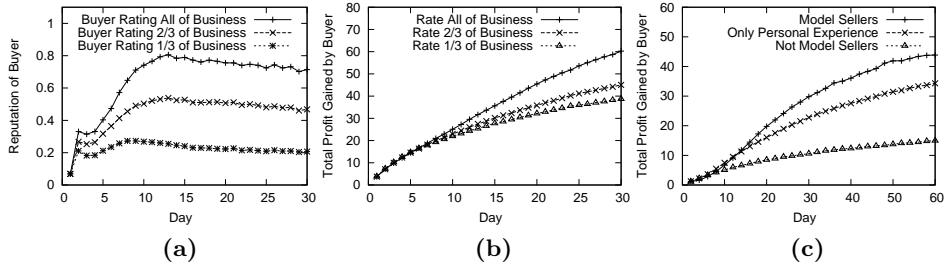 Reputation of Buyer
1
0.8
0.6
0.4
0.2
0
0 5 10 15 20 25 30
Day
Buyer Rating All of Business
Buyer Rating 2/3 of Business
Buyer Rating 1/3 of Business
(a)
Total Profit Gained by Buyer
80
70
60
50
40
30
20
10
0
0 5 10 15 20 25 30
Day
Rate All of Business
Rate 2/3 of Business
Rate 1/3 of Business
(b)
Total Profit Gained by Buyer
60
50
40
30
20
10
0
0 10 20 30 40 50 60
Day
Model Sellers
Only Personal Experience
Not Model Sellers
(c)